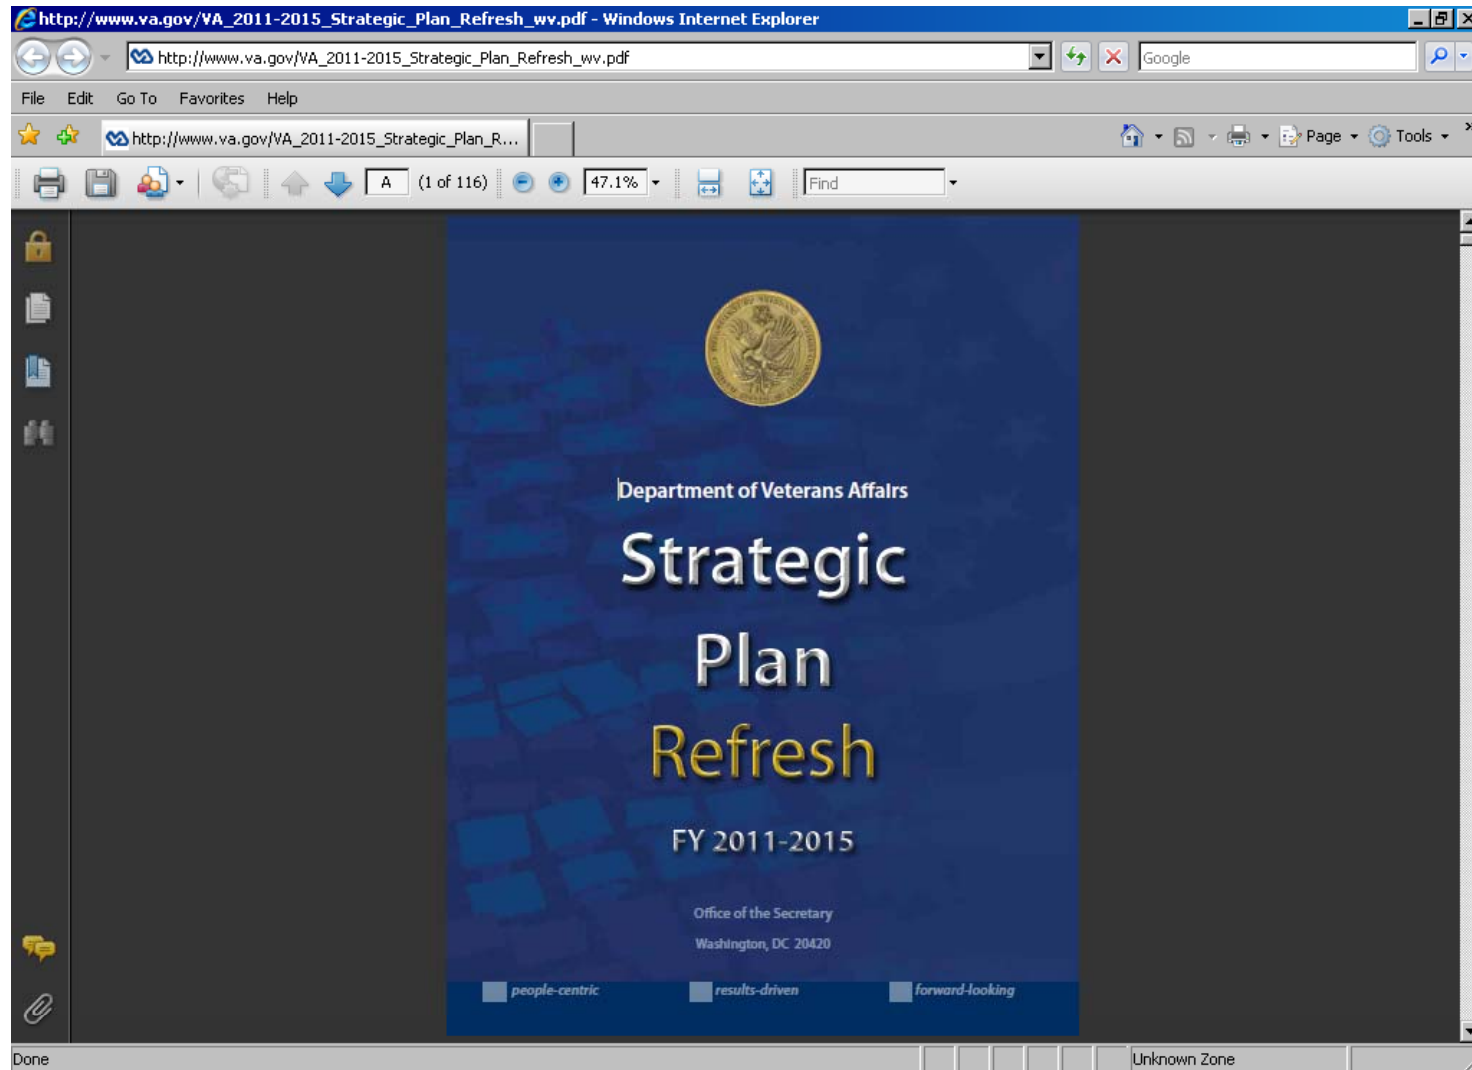 http://www.va.gov/VA_2011-2015_Strategic_Plan_Refresh_wv.pdf - Windows Internet Explorer
http://www.va.gov/VA_2011-2015_Strategic_Plan_Refresh_wv.pdf
Google
File Edit Go To Favorites Help
http://www.va.gov/VA_2011-2015_Strategic_Plan_R...
Page Tools
A (1 of 116) 47.1% Find
Department of Veterans Affairs
Strategic
Plan
Refresh
FY 2011-2015
Office of the Secretary
Washington, DC 20420
people-centric results-driven forward-looking
Done Unknown Zone